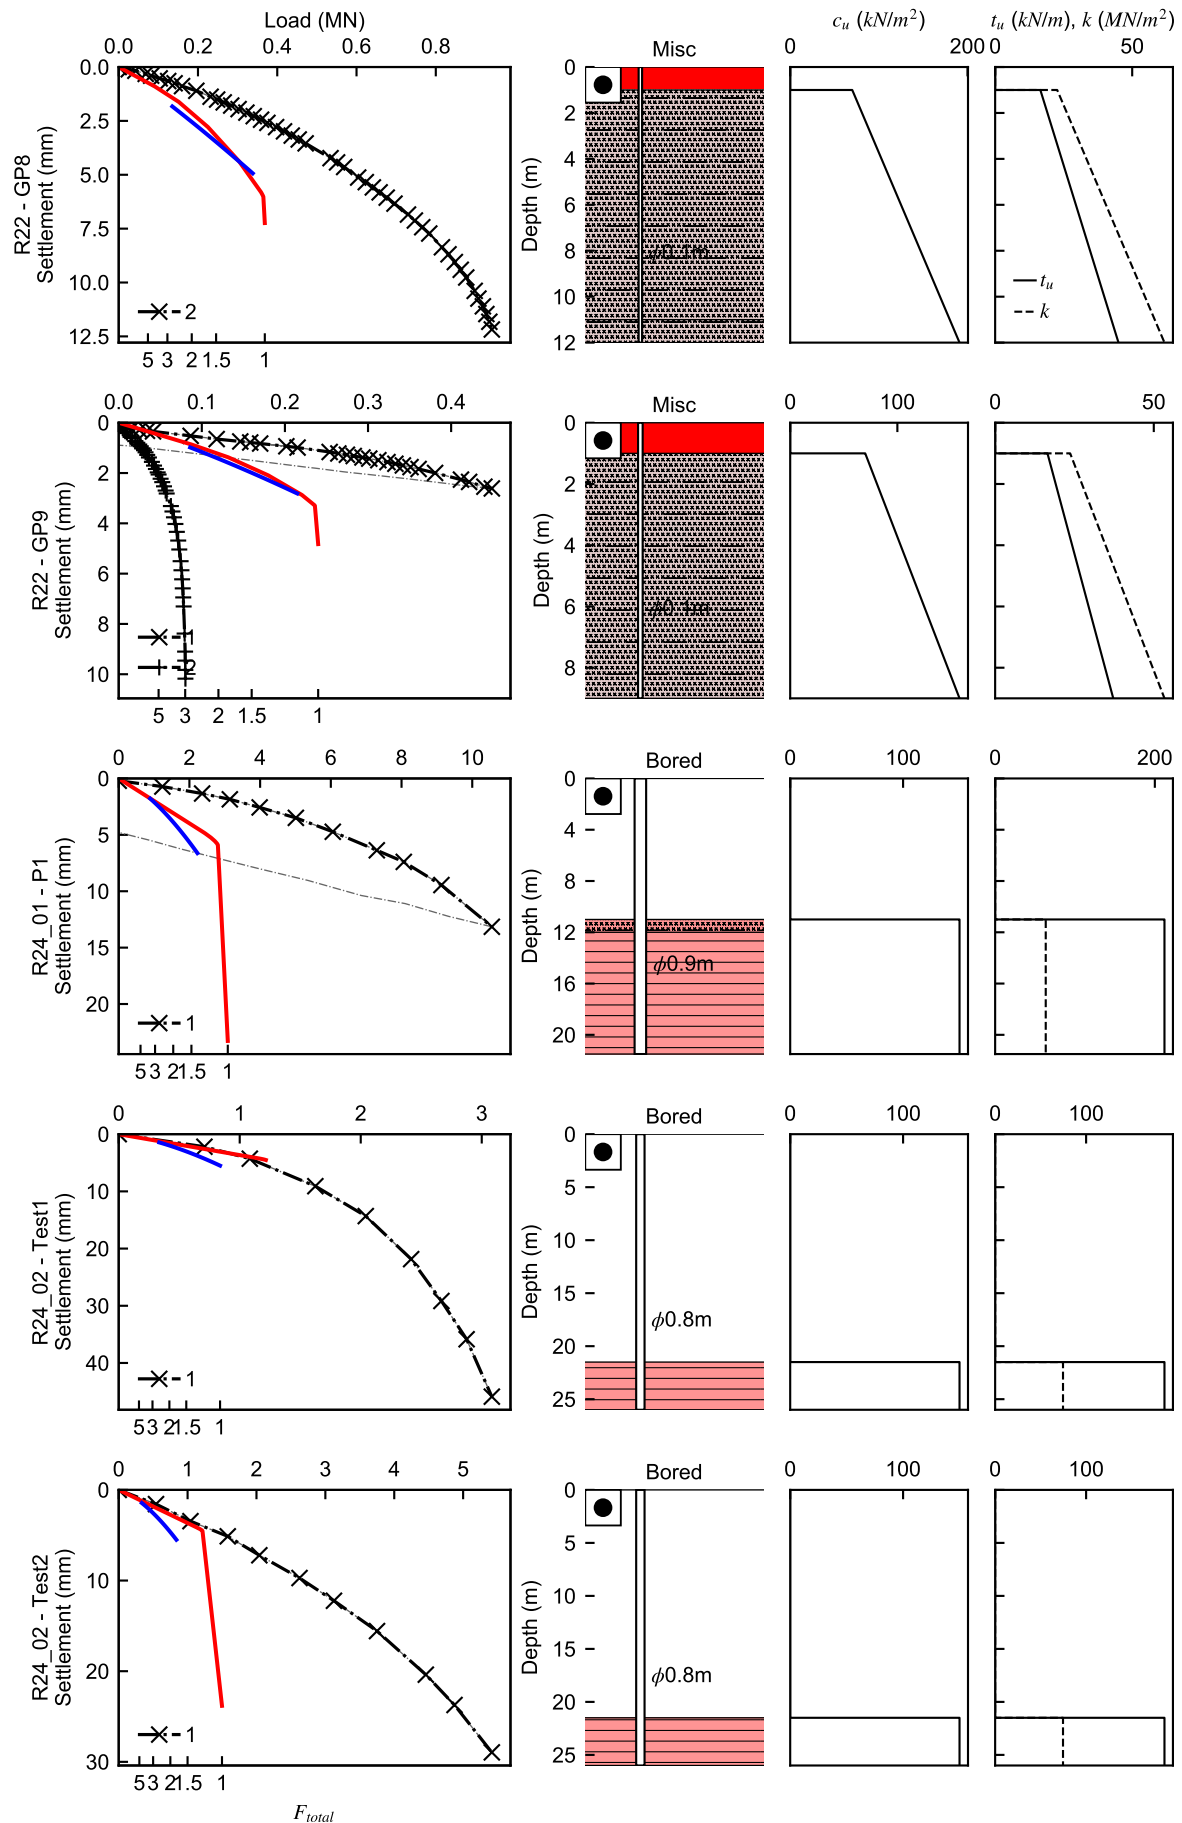 Load (MN)
c_u (kN/m²)
t_u (kN/m), k (MN/m²)
0.0 0.2 0.4 0.6 0.8
Misc
0 200
0 50
R22 - GP8
Settlement (mm)
0.0
2.5
5.0
7.5
10.0
12.5
2
5 3 2 1.5 1
Depth (m)
0
2
4
6
8
10
12
ϕ0.1m
t_u
k
0.0 0.1 0.2 0.3 0.4
Misc
0 100
0 50
R22 - GP9
Settlement (mm)
0
2
4
6
8
10
1
2
5 3 2 1.5 1
Depth (m)
0
2
4
6
8
ϕ0.1m
0 2 4 6 8 10
Bored
0 100
0 200
R24_01 - P1
Settlement (mm)
0
5
10
15
20
1
5 3 2 1.5 1
Depth (m)
0
4
8
12
16
20
ϕ0.9m
0 1 2 3
Bored
0 100
0 100
R24_02 - Test1
Settlement (mm)
0
10
20
30
40
1
5 3 2 1.5 1
Depth (m)
0
5
10
15
20
25
ϕ0.8m
0 1 2 3 4 5
Bored
0 100
0 100
R24_02 - Test2
Settlement (mm)
0
10
20
30
1
5 3 2 1.5 1
Depth (m)
0
5
10
15
20
25
ϕ0.8m
F_total